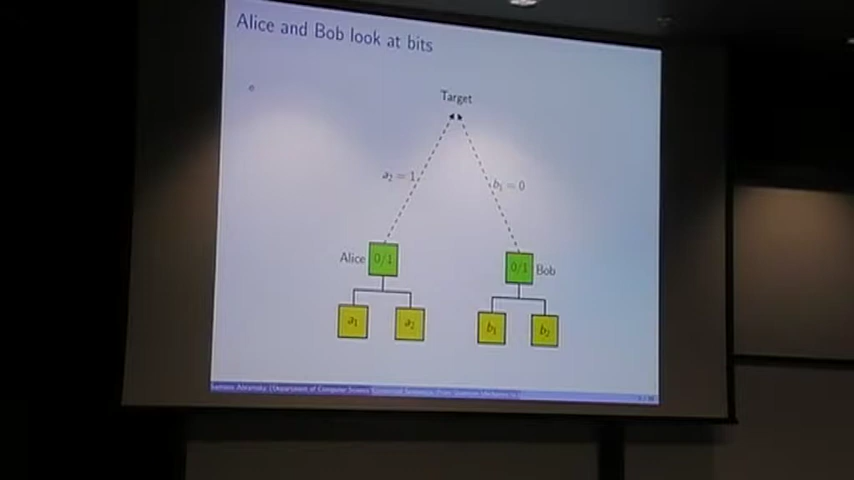 Alice and Bob look at bits
Target
a₂ = 1
b₁ = 0
Alice
0/1
0/1
Bob
a₁
a₂
b₁
b₂
Samson Abramsky (Department of Computer Science